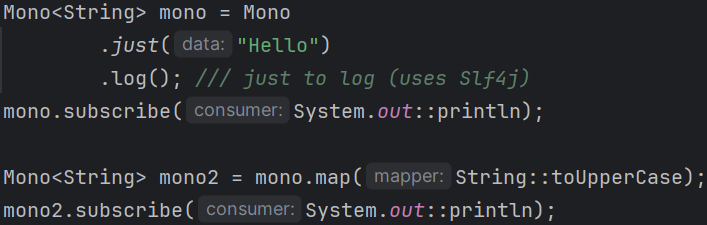 Mono<String> mono = Mono
.just( data: "Hello")
.log(); /// just to log (uses Slf4j)
mono.subscribe( consumer: System.out::println);
Mono<String> mono2 = mono.map( mapper: String::toUpperCase);
mono2.subscribe( consumer: System.out::println);